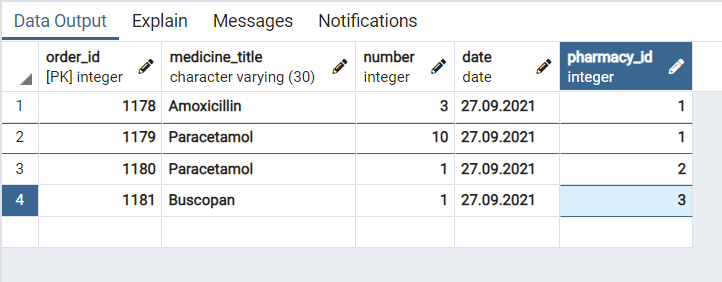 Data Output Explain Messages Notifications
order_id medicine_title number date pharmacy_id
[PK] integer character varying (30) integer date integer
1 1178 Amoxicillin 3 27.09.2021 1
2 1179 Paracetamol 10 27.09.2021 1
3 1180 Paracetamol 1 27.09.2021 2
4 1181 Buscopan 1 27.09.2021 3